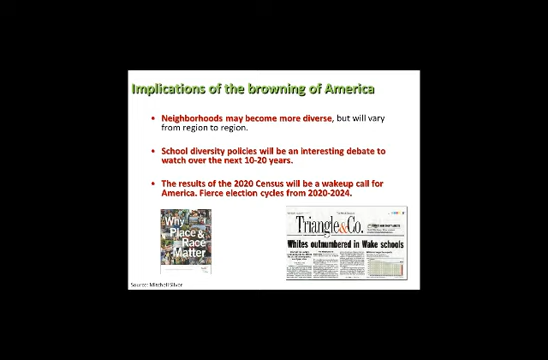 Implications of the browning of America
• Neighborhoods may become more diverse, but will vary
from region to region.
• School diversity policies will be an interesting debate to
watch over the next 10-20 years.
• The results of the 2020 Census will be a wakeup call for
America. Fierce election cycles from 2020-2024.
Why
Place &
Race
Matter
Triangle&Co.
Whites outnumbered in Wake schools
Source: Mitchell Silver